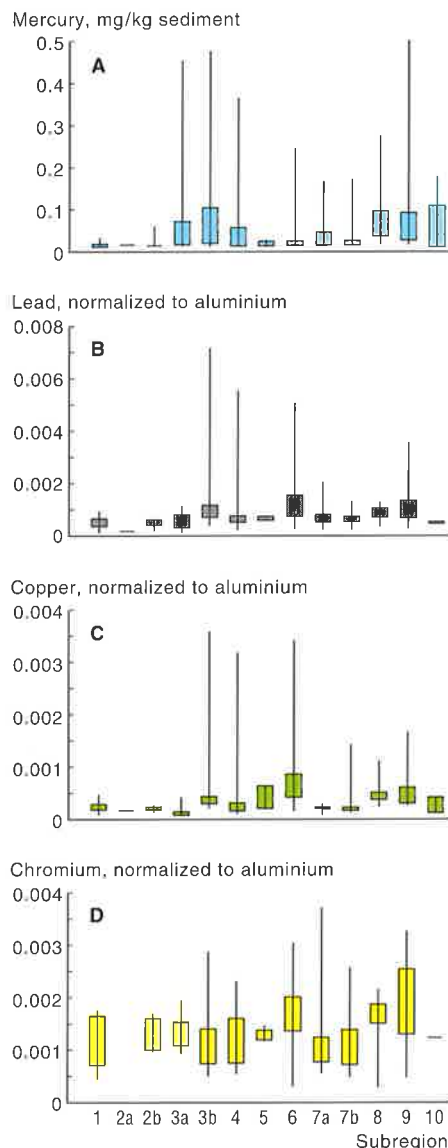 Mercury, mg/kg sediment
0.5
A
0.4
0.3
0.2
0.1
0
Lead, normalized to aluminium
0.008
B
0.006
0.004
0.002
0
Copper, normalized to aluminium
0.004
C
0.003
0.002
0.001
0
Chromium, normalized to aluminium
0.004
D
0.003
0.002
0.001
0
1 2a 2b 3a 3b 4 5 6 7a 7b 8 9 10
Subregion